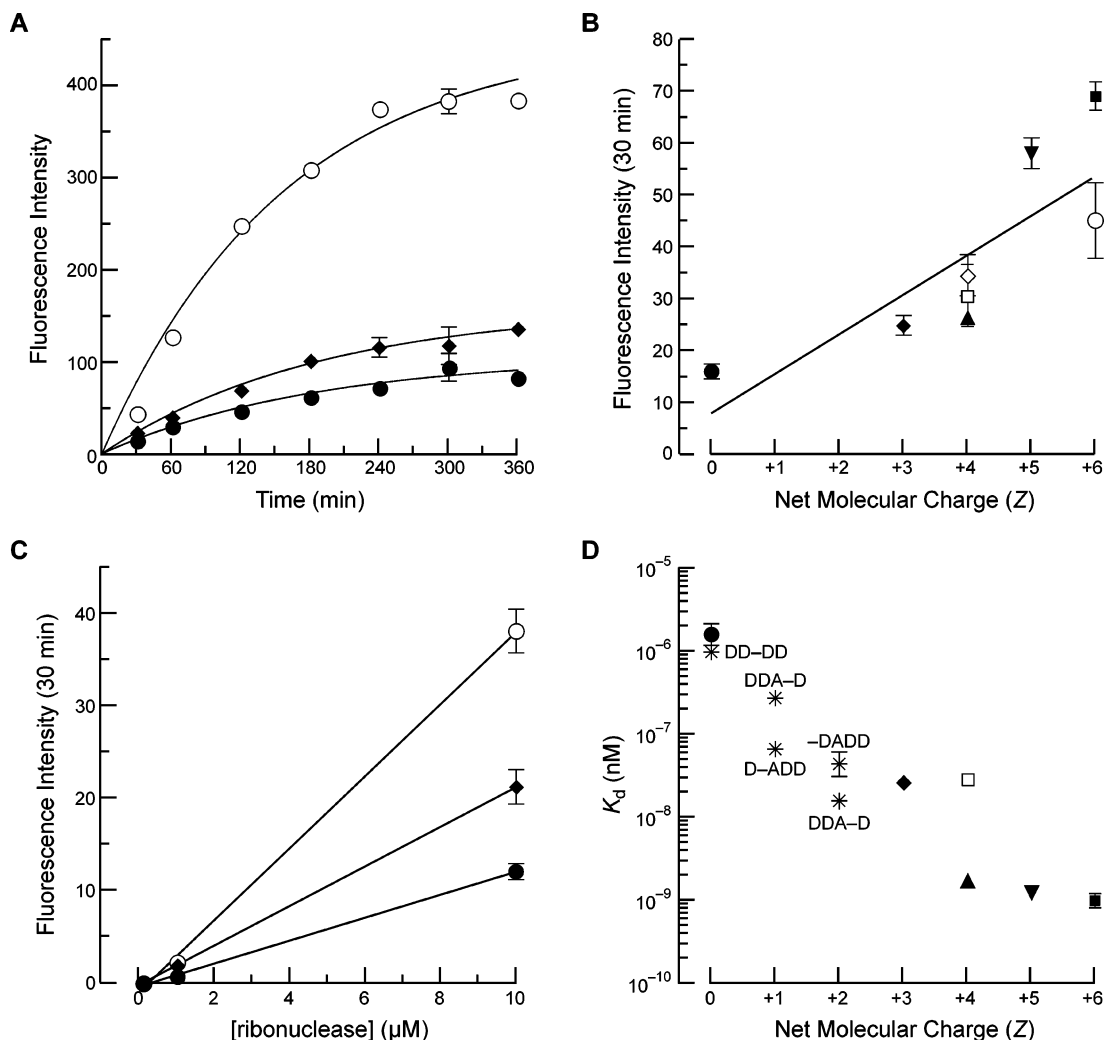 A
Fluorescence Intensity
400
300
200
100
0
0 60 120 180 240 300 360
Time (min)
B
Fluorescence Intensity (30 min)
80
70
60
50
40
30
20
10
0
0 +1 +2 +3 +4 +5 +6
Net Molecular Charge (Z)
C
Fluorescence Intensity (30 min)
40
30
20
10
0
0 2 4 6 8 10
[ribonuclease] (μM)
D
Kd (nM)
10−5
10−6
10−7
10−8
10−9
10−10
DD–DD
DDA–D
D–ADD
–DADD
DDA–D
0 +1 +2 +3 +4 +5 +6
Net Molecular Charge (Z)